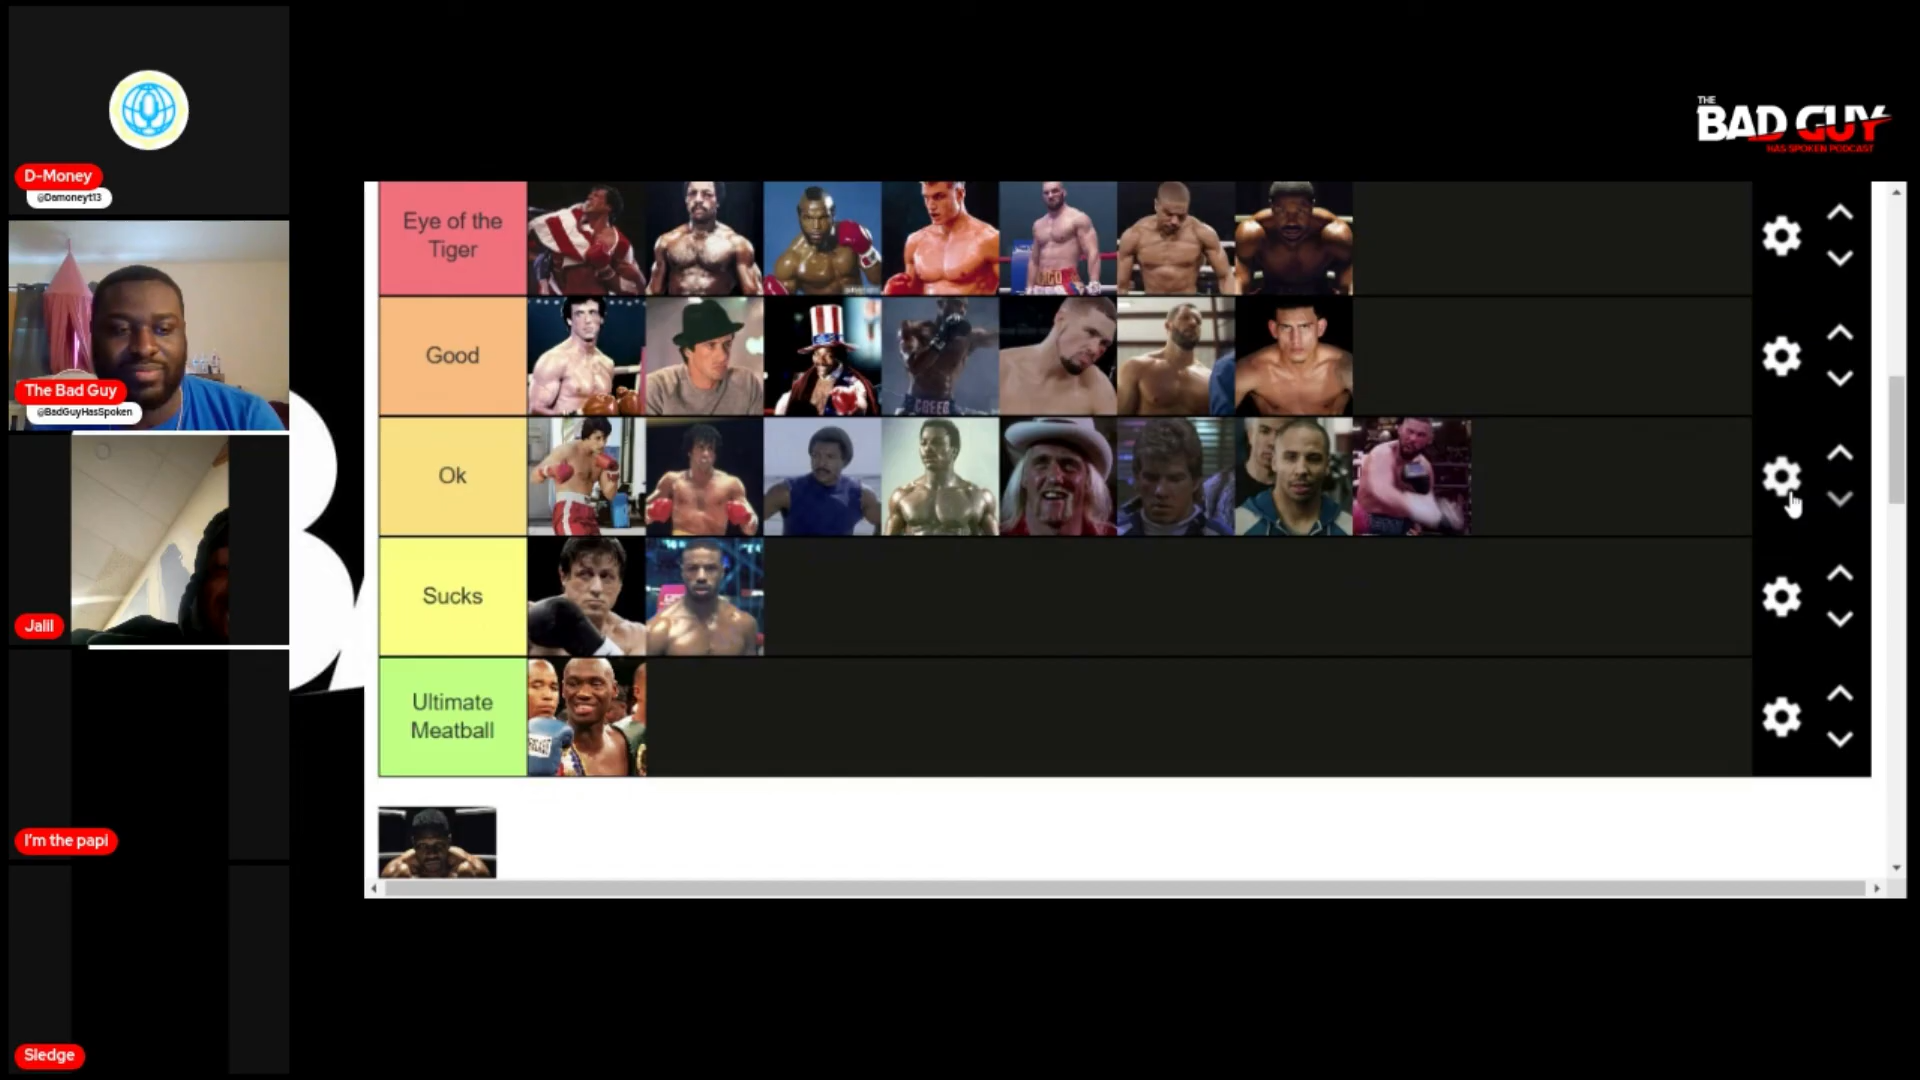 D-Money
@Damoneyt13
The Bad Guy
@BadGuyHasSpoken
Jalil
I'm the papi
Sledge
THE
BAD GUY
HAS SPOKEN PODCAST
Eye of the
Tiger
Good
Ok
Sucks
Ultimate
Meatball
CREED